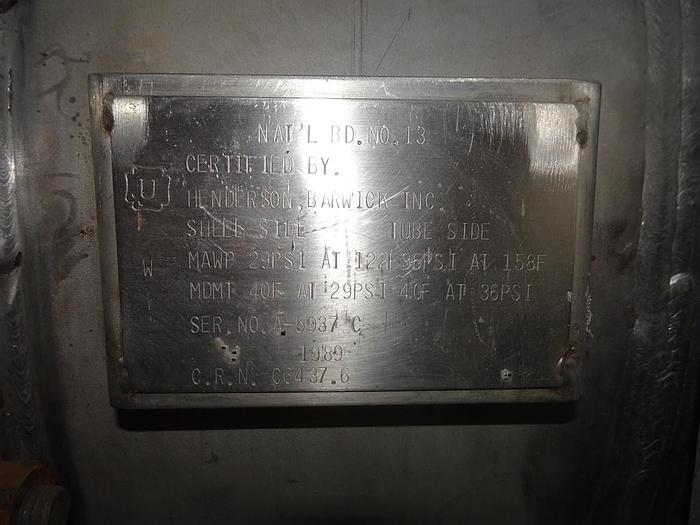 NAT'L BD. NO. 13
CERTIFIED BY.
U
HENDERSON, BARWICK INC.
SHELL SIDE TUBE SIDE
W MAWP 29PSI AT 122F 36PSI AT 158F
MDMT 40F AT 29PSI 40F AT 36PSI
SER. NO. A-5937 C
1989
C.R.N. C6437.6